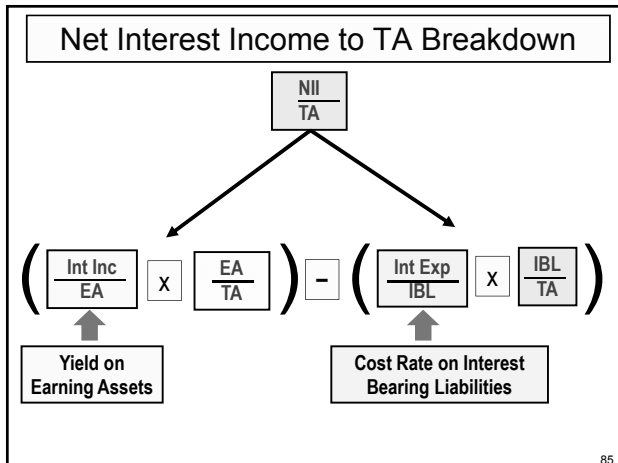 Net Interest Income to TA Breakdown
NII
TA
( Int Inc x EA ) - ( Int Exp x IBL )
EA TA IBL TA
Yield on
Earning Assets
Cost Rate on Interest
Bearing Liabilities
85